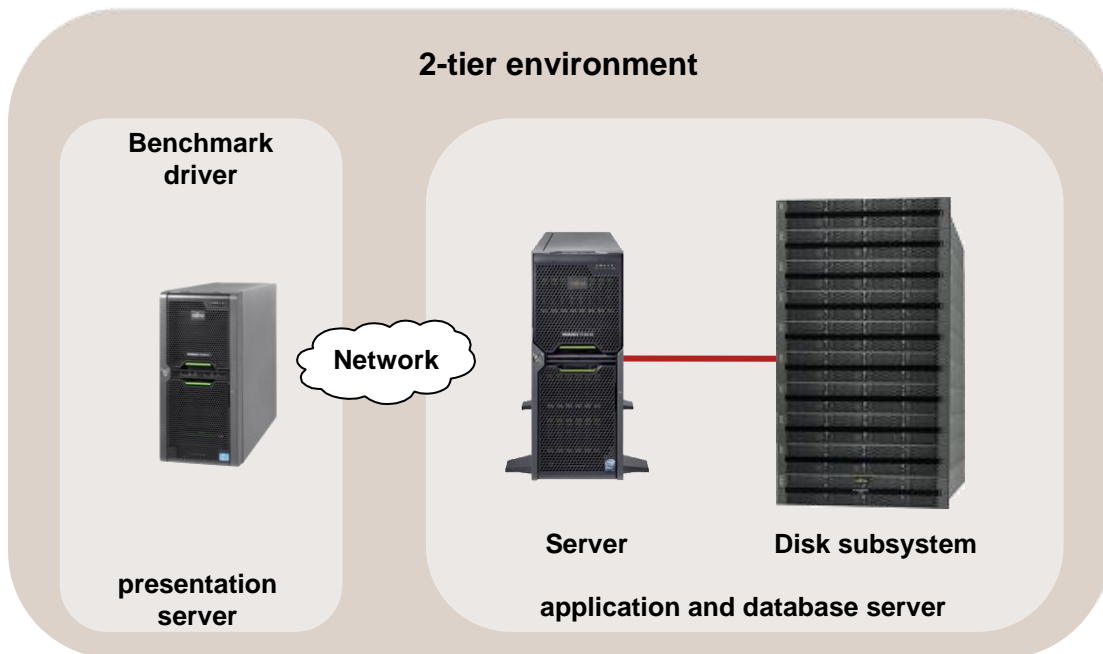 2-tier environment
Benchmark
driver
Network
Server
Disk subsystem
presentation
server
application and database server